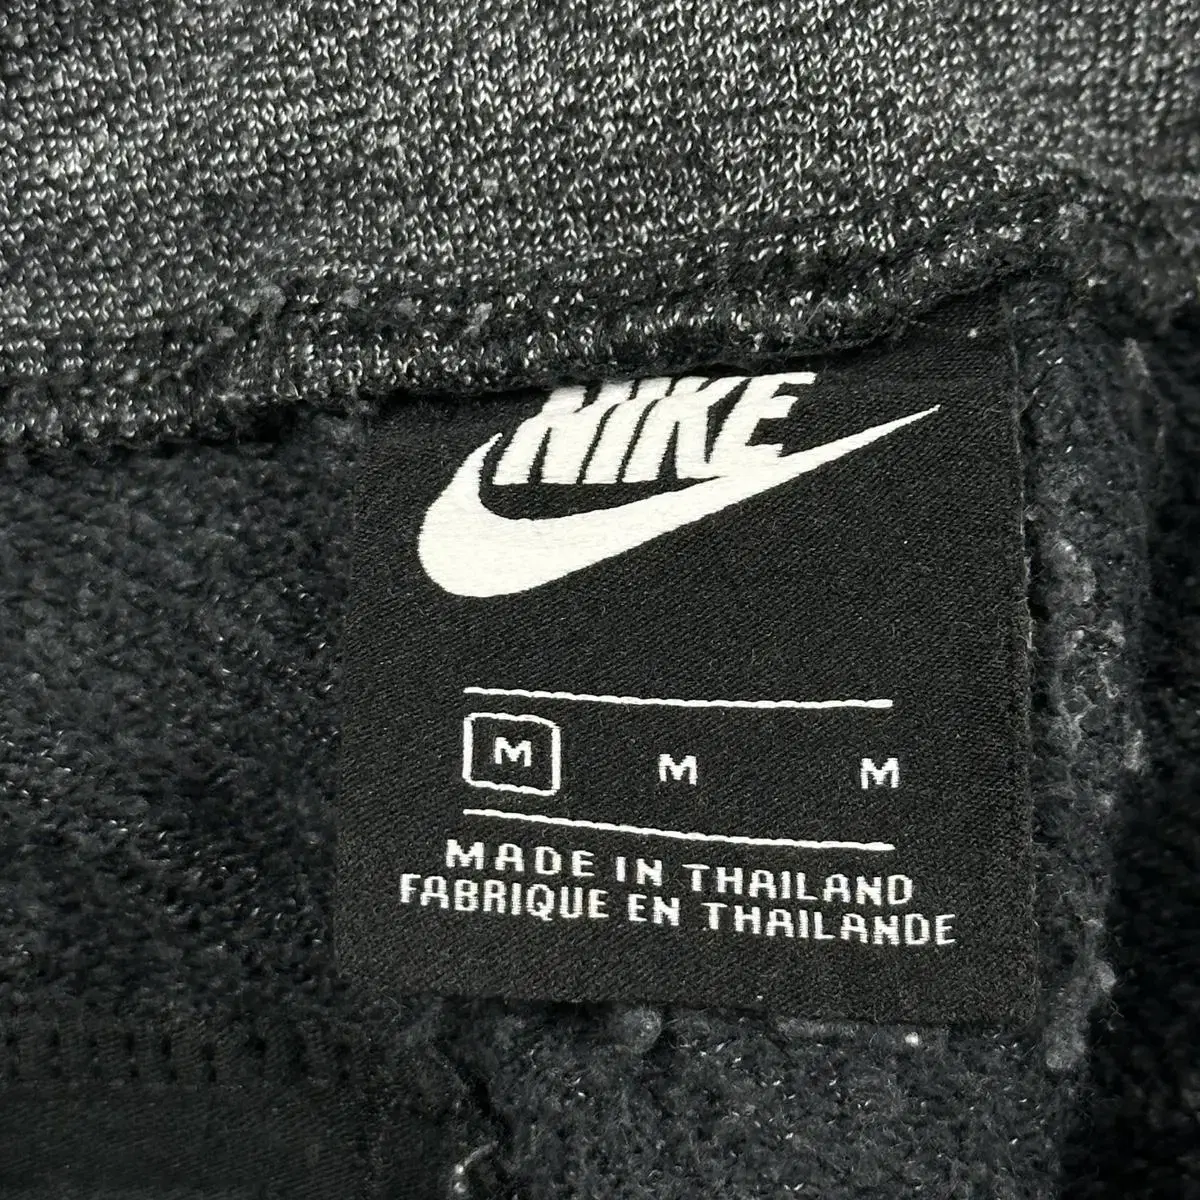 NIKE
M M M
MADE IN THAILAND
FABRIQUE EN THAILANDE